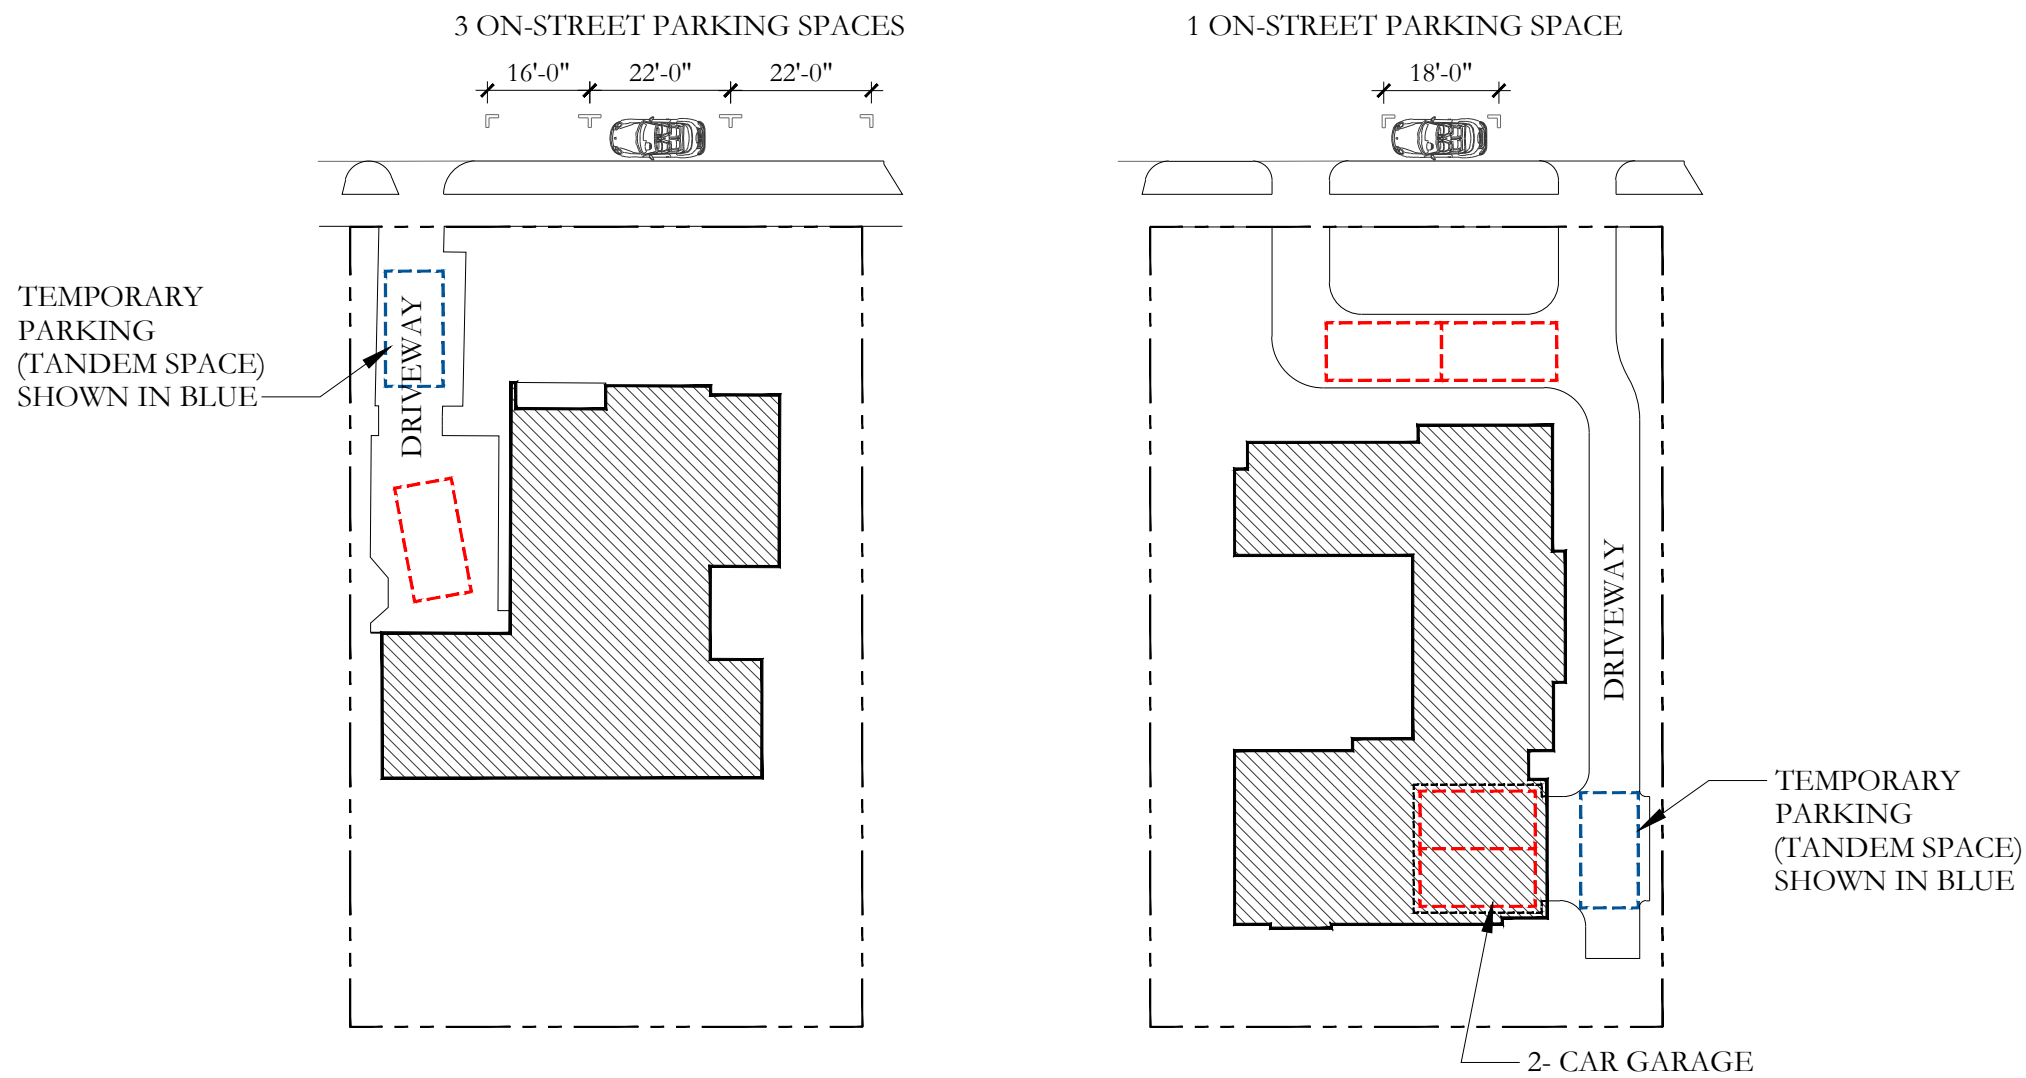 3 ON-STREET PARKING SPACES
16'-0" 22'-0" 22'-0"
TEMPORARY
PARKING
(TANDEM SPACE)
SHOWN IN BLUE
DRIVEWAY
1 ON-STREET PARKING SPACE
18'-0"
DRIVEWAY
TEMPORARY
PARKING
(TANDEM SPACE)
SHOWN IN BLUE
2- CAR GARAGE